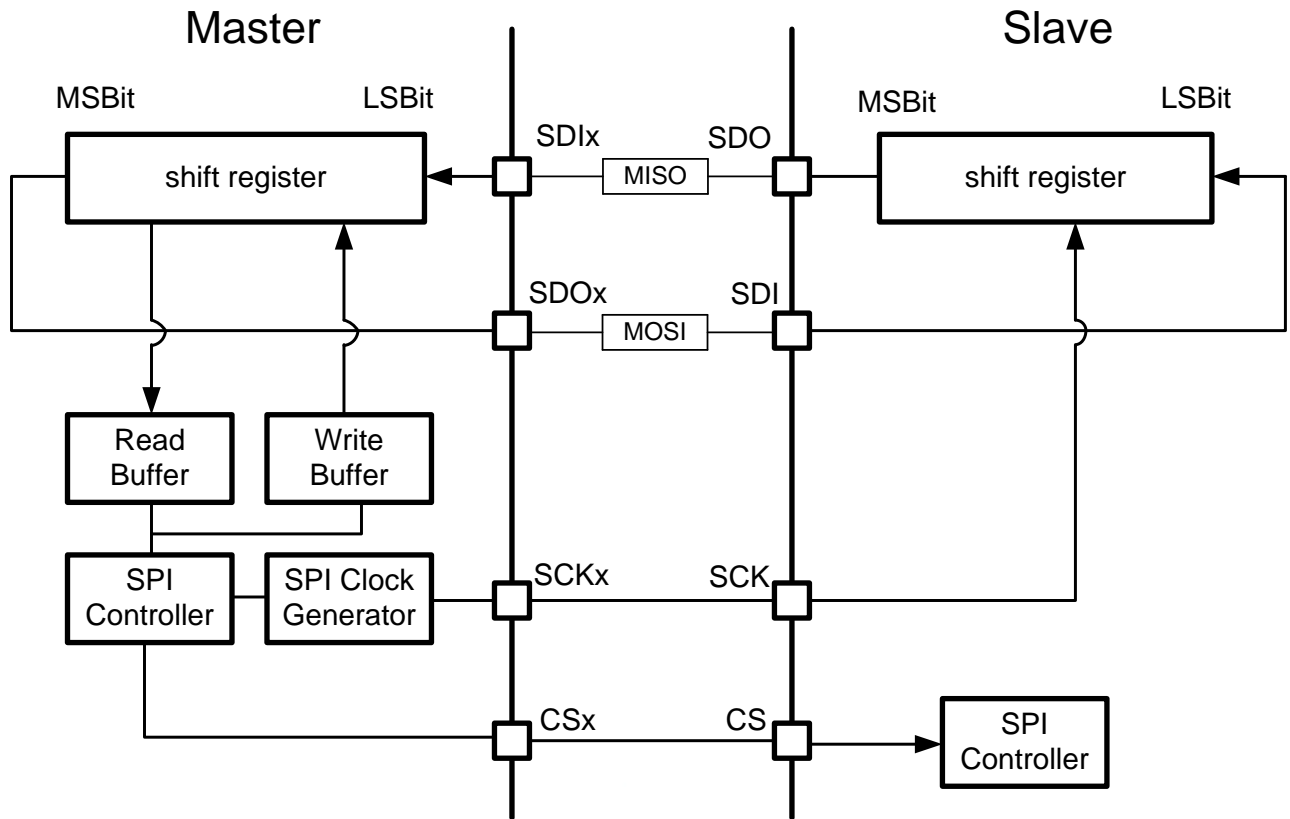 Master
Slave
MSBit
LSBit
MSBit
LSBit
SDIx
SDO
shift register
MISO
shift register
SDOx
SDI
MOSI
Read
Buffer
Write
Buffer
SPI
Controller
SPI Clock
Generator
SCKx
SCK
CSx
CS
SPI
Controller